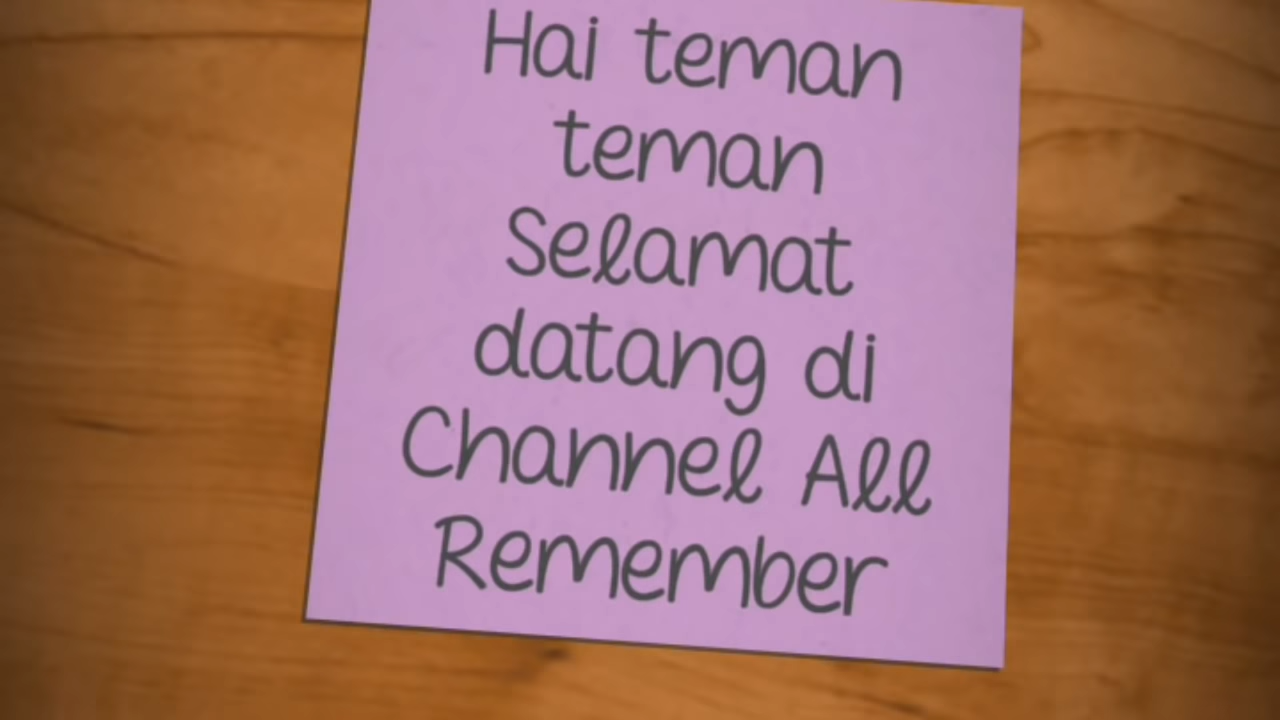 Hai teman
teman
Selamat
datang di
Channel All
Remember